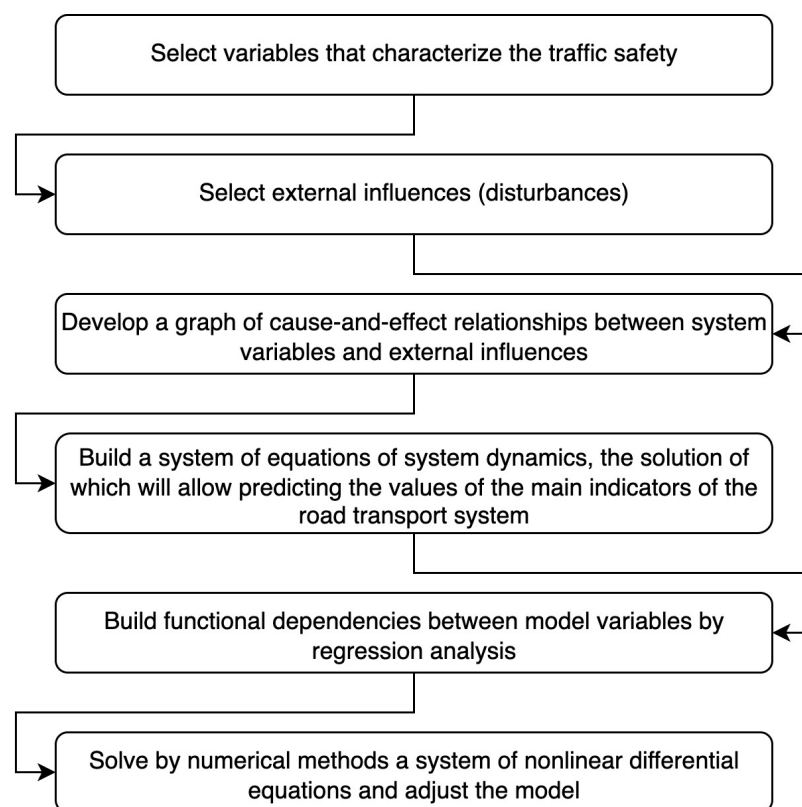 Select variables that characterize the traffic safety
Select external influences (disturbances)
Develop a graph of cause-and-effect relationships between system
variables and external influences
Build a system of equations of system dynamics, the solution of
which will allow predicting the values of the main indicators of the
road transport system
Build functional dependencies between model variables by
regression analysis
Solve by numerical methods a system of nonlinear differential
equations and adjust the model